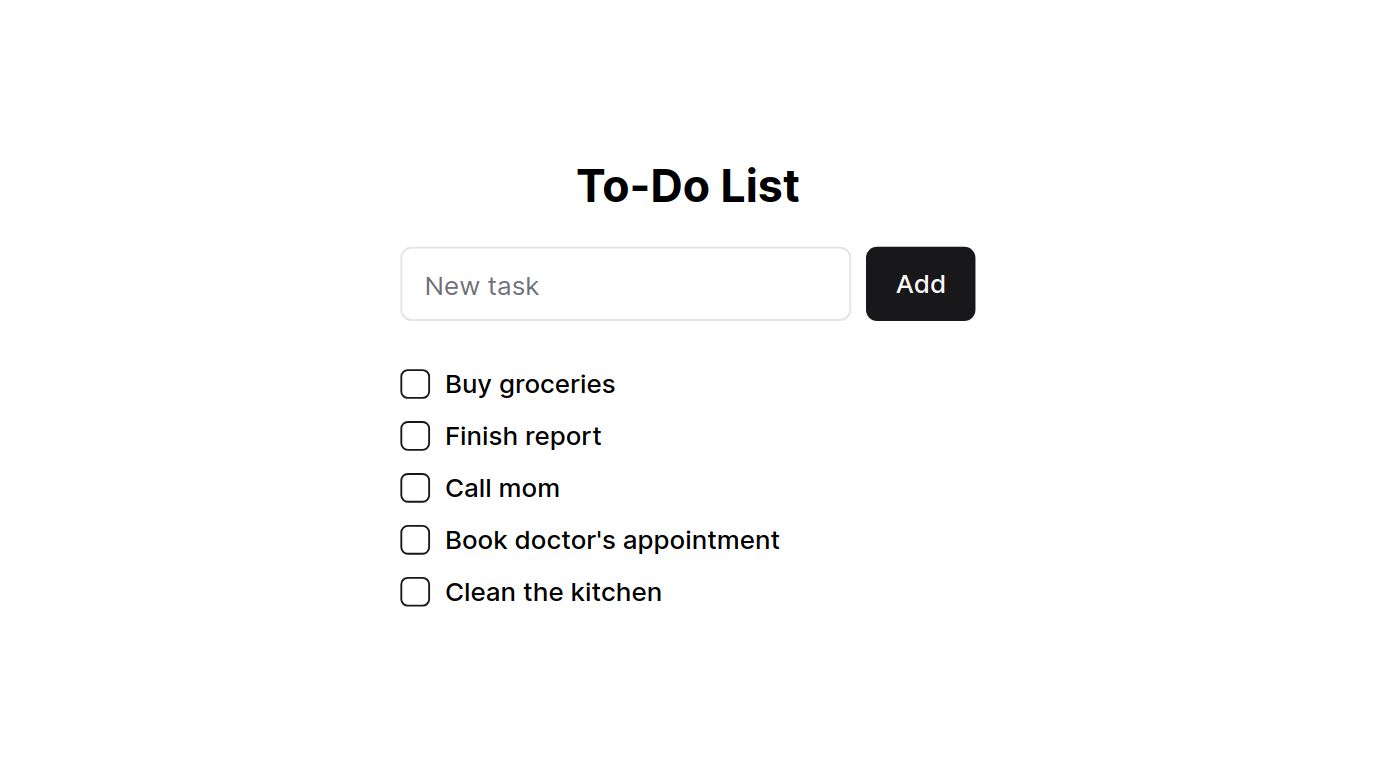 To-Do List
New task
Add
Buy groceries
Finish report
Call mom
Book doctor's appointment
Clean the kitchen